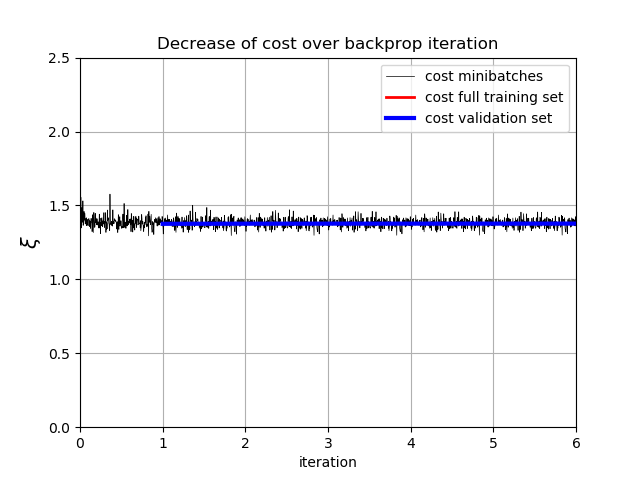 Decrease of cost over backprop iteration
2.5
2.0
1.5
1.0
0.5
0.0
ξ
cost minibatches
cost full training set
cost validation set
0 1 2 3 4 5 6
iteration